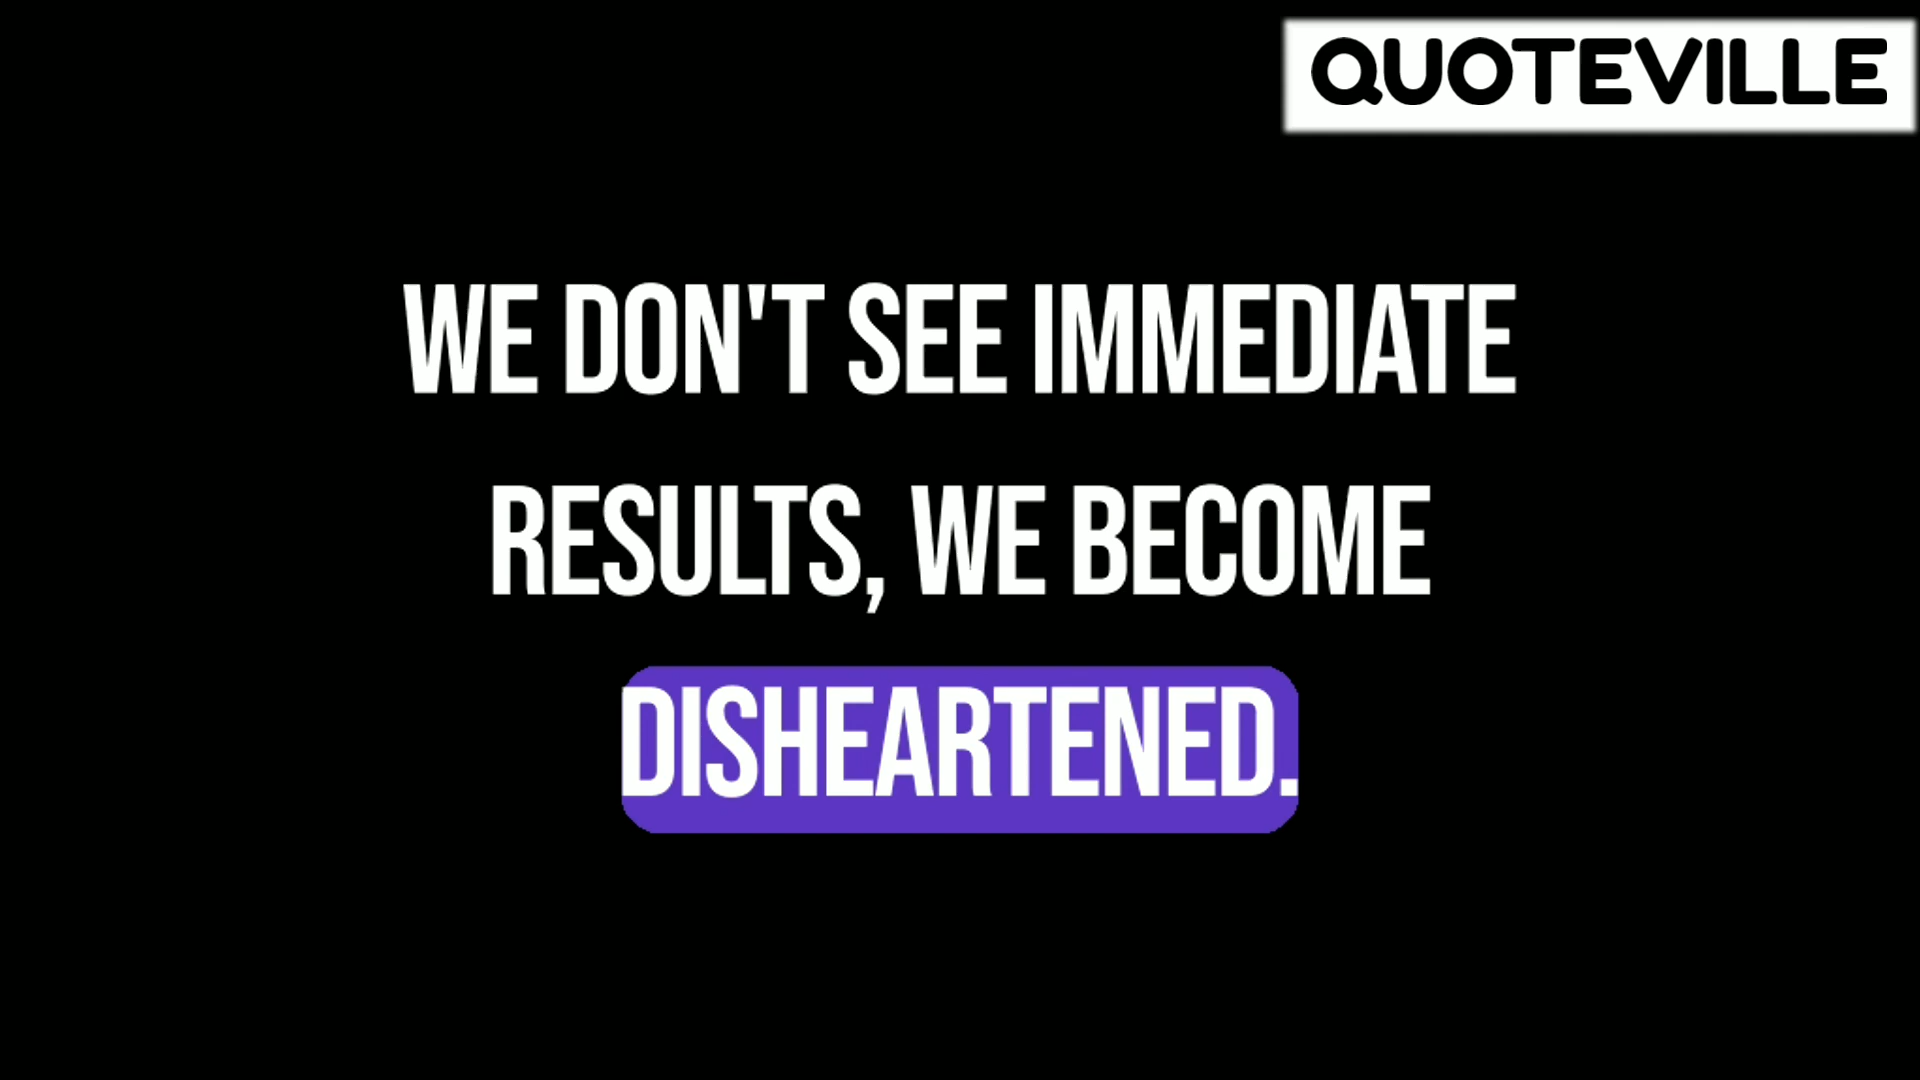 QUOTEVILLE
WE DON'T SEE IMMEDIATE
RESULTS, WE BECOME
DISHEARTENED.